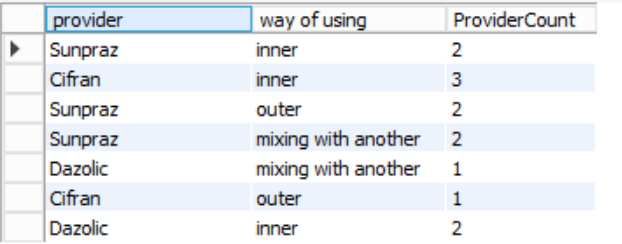 provider way of using ProviderCount
Sunpraz inner 2
Cifran inner 3
Sunpraz outer 2
Sunpraz mixing with another 2
Dazolic mixing with another 1
Cifran outer 1
Dazolic inner 2